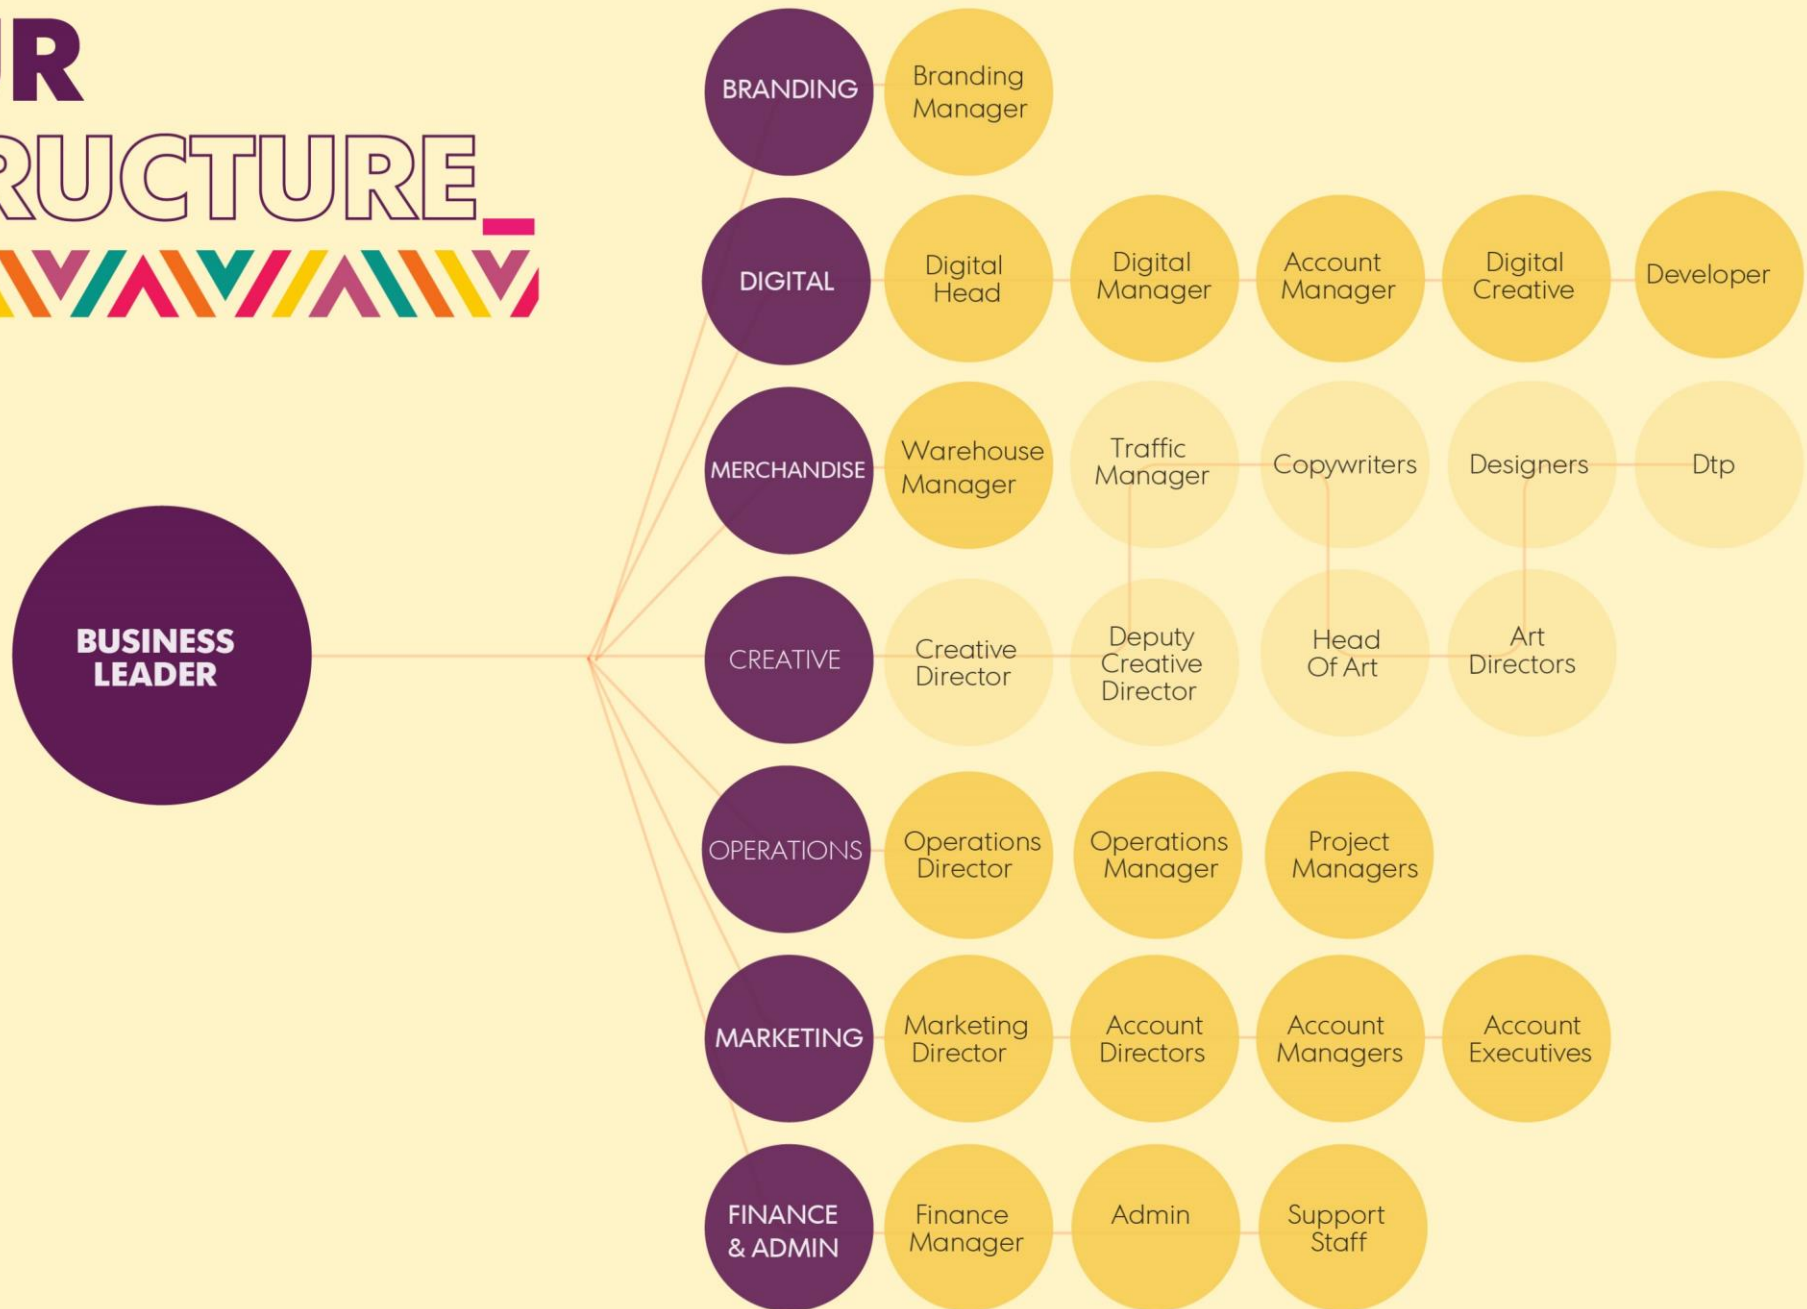 UR
RUCTURE_
BRANDING
Branding
Manager
DIGITAL
Digital
Head
Digital
Manager
Account
Manager
Digital
Creative
Developer
MERCHANDISE
Warehouse
Manager
Traffic
Manager
Copywriters
Designers
Dtp
BUSINESS
LEADER
CREATIVE
Creative
Director
Deputy
Creative
Director
Head
Of Art
Art
Directors
OPERATIONS
Operations
Director
Operations
Manager
Project
Managers
MARKETING
Marketing
Director
Account
Directors
Account
Managers
Account
Executives
FINANCE
& ADMIN
Finance
Manager
Admin
Support
Staff